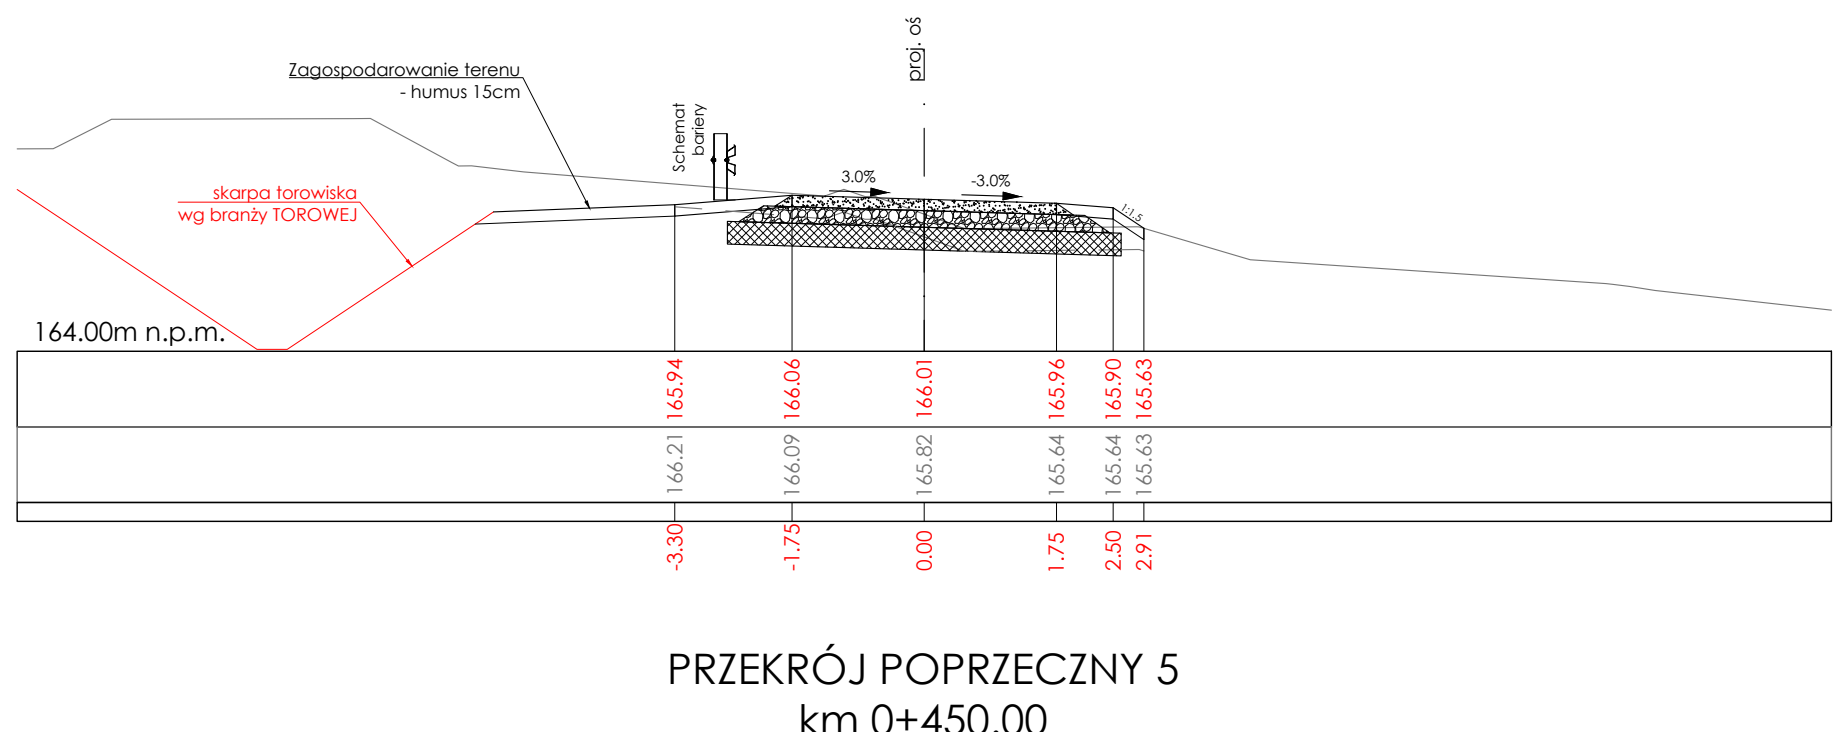 proj. oś
Zagospodarowanie terenu
- humus 15cm
Schemat
bariery
3.0%
-3.0%
1:1.5
skarpa torowiska
wg branży TOROWEJ
164.00m n.p.m.
165.94 166.06 166.01 165.96 165.90 165.63
166.21 166.09 165.82 165.64 165.64 165.63
-3.30 -1.75 0.00 1.75 2.50 2.91
PRZEKRÓJ POPRZECZNY 5
km 0+450.00